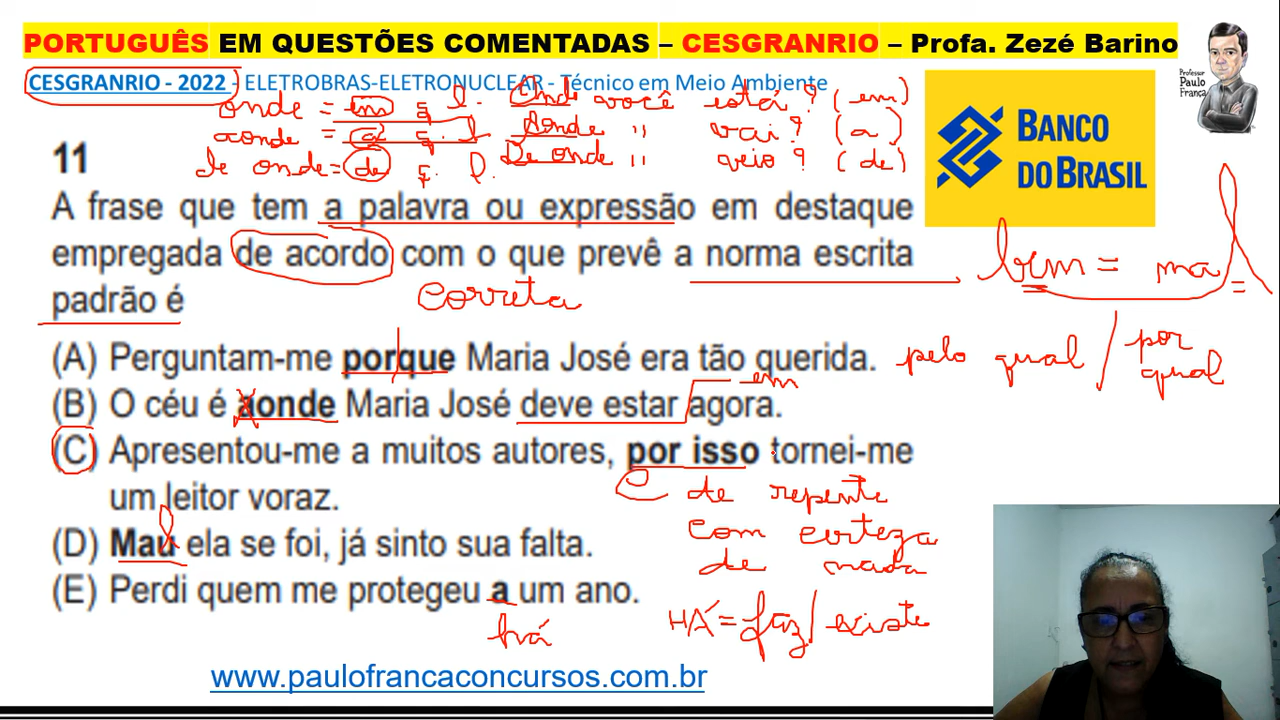 PORTUGUÊS EM QUESTÕES COMENTADAS – CESGRANRIO – Profa. Zezé Barino
Professor
Paulo
França
CESGRANRIO - 2022 - ELETROBRAS-ELETRONUCLEAR - Técnico em Meio Ambiente
onde = em q. l. Onde você está? (em)
aonde = a q. l. Aonde " vai? (a)
de onde = de q. l. De onde " veio? (de)
BANCO
DO BRASIL
11
A frase que tem a palavra ou expressão em destaque
empregada de acordo com o que prevê a norma escrita
padrão é
correta
bem = mal
(A) Perguntam-me porque Maria José era tão querida.
pelo qual / por qual
(B) O céu é aonde Maria José deve estar agora.
em
(C) Apresentou-me a muitos autores, por isso tornei-me
um leitor voraz.
de repente
com certeza
de nada
(D) Mau ela se foi, já sinto sua falta.
l
(E) Perdi quem me protegeu a um ano.
há
HÁ = faz / existe
www.paulofrancaconcursos.com.br